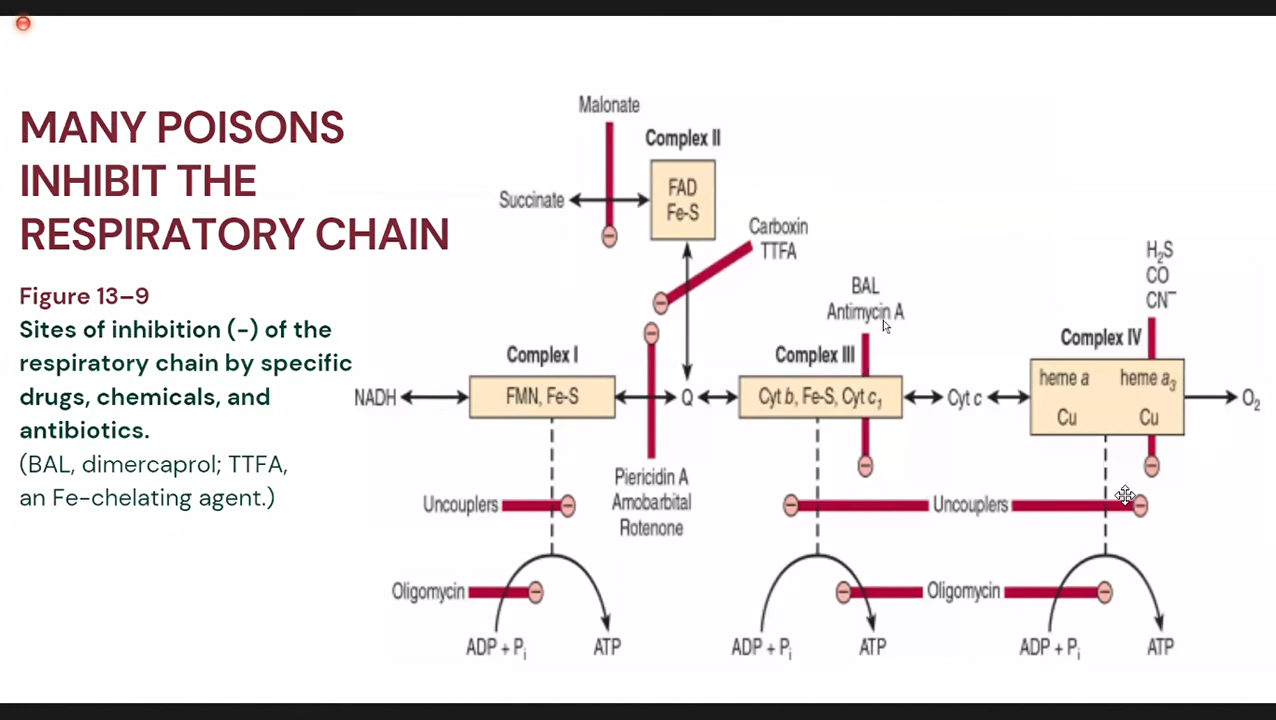 MANY POISONS
INHIBIT THE
RESPIRATORY CHAIN
Figure 13–9
Sites of inhibition (-) of the
respiratory chain by specific
drugs, chemicals, and
antibiotics.
(BAL, dimercaprol; TTFA,
an Fe-chelating agent.)
Malonate
Complex II
Succinate
FAD
Fe-S
Carboxin
TTFA
H₂S
CO
CN⁻
BAL
Antimycin A
Complex I
Complex III
Complex IV
NADH
FMN, Fe-S
Q
Cyt b, Fe-S, Cyt c₁
Cyt c
heme a
heme a₃
Cu
Cu
O₂
Piericidin A
Amobarbital
Rotenone
Uncouplers
Uncouplers
Oligomycin
Oligomycin
ADP + Pᵢ
ATP
ADP + Pᵢ
ATP
ADP + Pᵢ
ATP